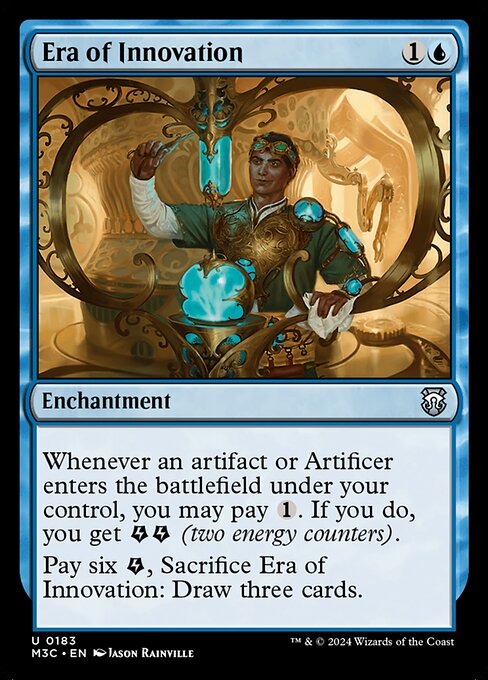 Era of Innovation 1
Enchantment
Whenever an artifact or Artificer
enters the battlefield under your
control, you may pay 1. If you do,
you get (two energy counters).
Pay six , Sacrifice Era of
Innovation: Draw three cards.
U 0183
™ & © 2024 Wizards of the Coast
M3C • EN Jason Rainville